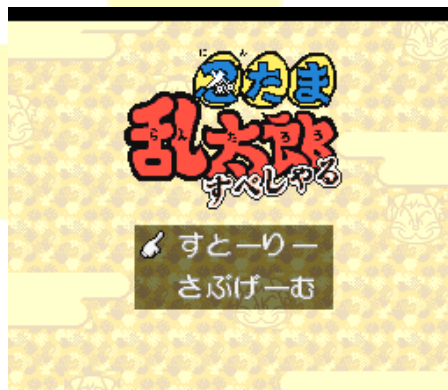 忍たま
乱太郎
すぺしゃる
すとーりー
さぶげーむ